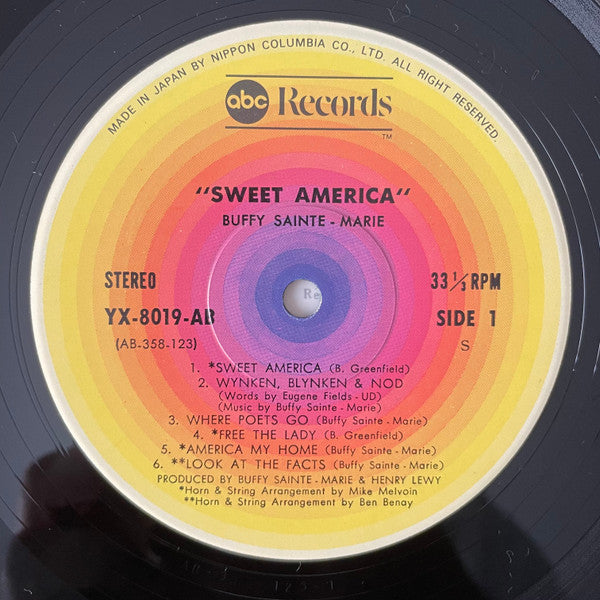 MADE IN JAPAN BY NIPPON COLUMBIA CO., LTD. ALL RIGHT RESERVED.
abc Records
TM
"SWEET AMERICA"
BUFFY SAINTE - MARIE
STEREO
33 1/3 RPM
YX-8019-AB
SIDE 1
(AB-358-123)
S
Re
1. *SWEET AMERICA (B. Greenfield)
2. WYNKEN, BLYNKEN & NOD
(Words by Eugene Fields - UD)
(Music by Buffy Sainte - Marie)
3. WHERE POETS GO (Buffy Sainte - Marie)
4. *FREE THE LADY (B. Greenfield)
5. *AMERICA MY HOME (Buffy Sainte - Marie)
6. **LOOK AT THE FACTS (Buffy Sainte - Marie)
PRODUCED BY BUFFY SAINTE - MARIE & HENRY LEWY
*Horn & String Arrangement by Mike Melvoin
**Horn & String Arrangement by Ben Benay